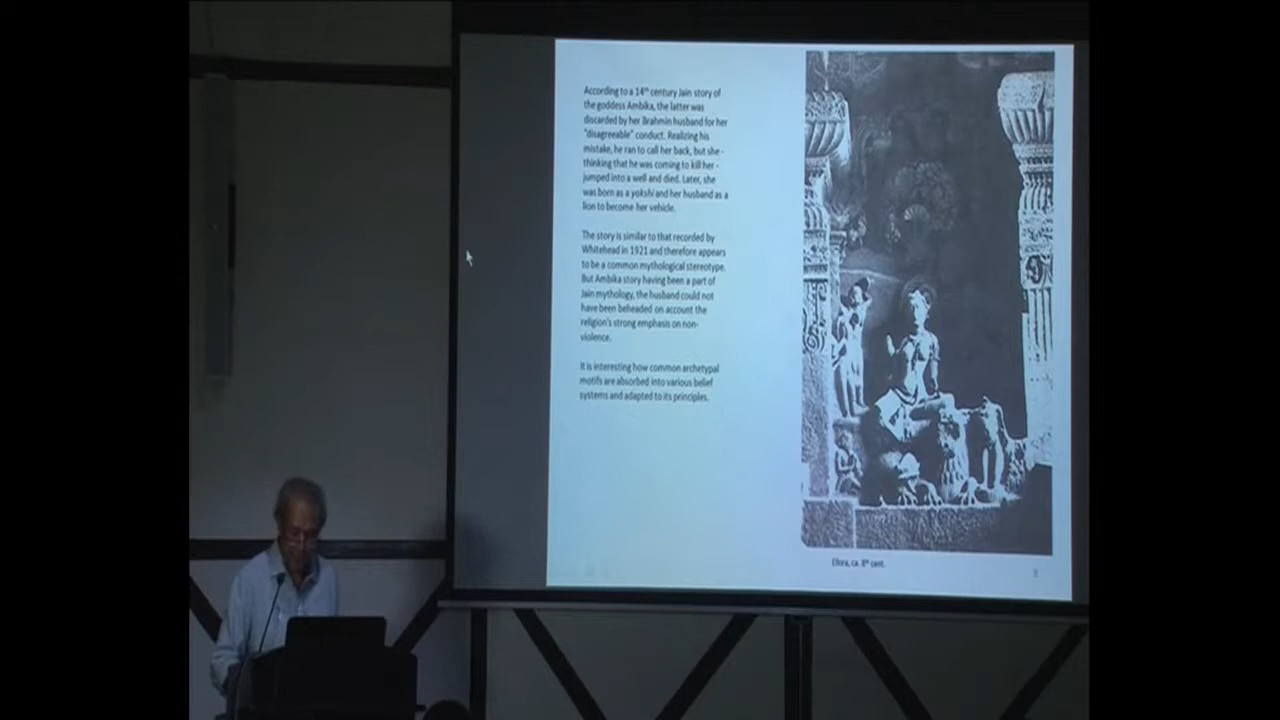 According to a 14th century Jain story of
the goddess Ambika, the latter was
discarded by her Brahmin husband for her
"disagreeable" conduct. Realizing his
mistake, he ran to call her back, but she -
thinking that he was coming to kill her -
jumped into a well and died. Later, she
was born as a yakshi and her husband as a
lion to become her vehicle.
The story is similar to that recorded by
Whitehead in 1921 and therefore appears
to be a common mythological stereotype.
But Ambika story having been a part of
Jain mythology, the husband could not
have been beheaded on account the
religion's strong emphasis on non-
violence.
It is interesting how common archetypal
motifs are absorbed into various belief
systems and adapted to its principles.
Ellora, ca. 8th cent.